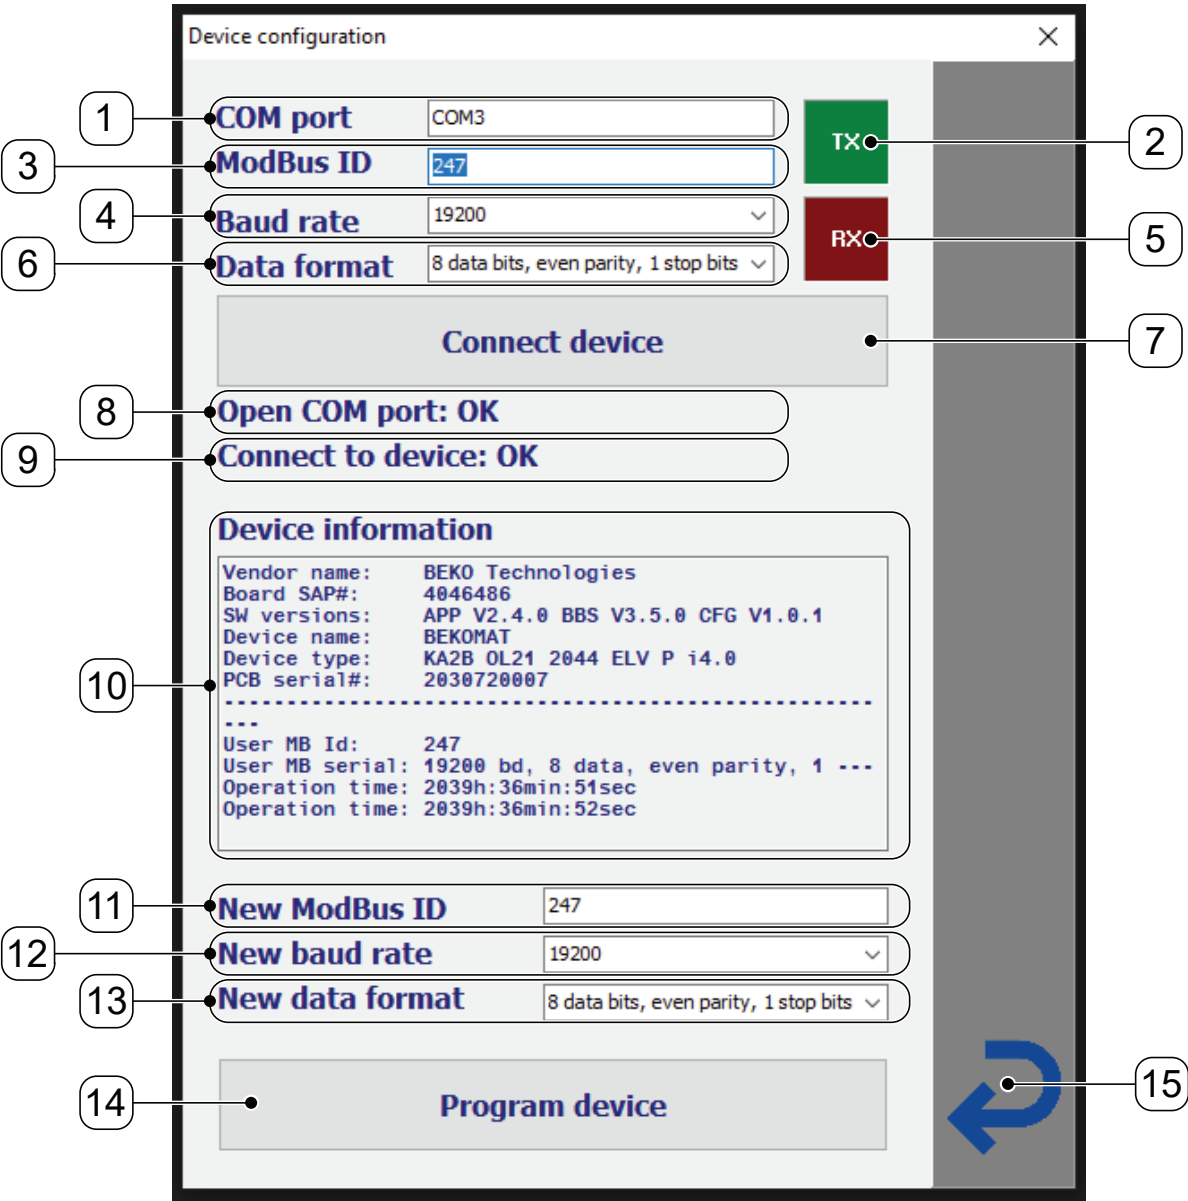 Device configuration
1
COM port
COM3
TX
2
3
ModBus ID
247
4
Baud rate
19200
RX
5
6
Data format
8 data bits, even parity, 1 stop bits
Connect device
7
8
Open COM port: OK
9
Connect to device: OK
Device information
Vendor name: BEKO Technologies
Board SAP#: 4046486
SW versions: APP V2.4.0 BBS V3.5.0 CFG V1.0.1
Device name: BEKOMAT
Device type: KA2B OL21 2044 ELV P i4.0
10
PCB serial#: 2030720007
----------------------------------------------------
---
User MB Id: 247
User MB serial: 19200 bd, 8 data, even parity, 1 ---
Operation time: 2039h:36min:51sec
Operation time: 2039h:36min:52sec
11
New ModBus ID
247
12
New baud rate
19200
13
New data format
8 data bits, even parity, 1 stop bits
14
Program device
15